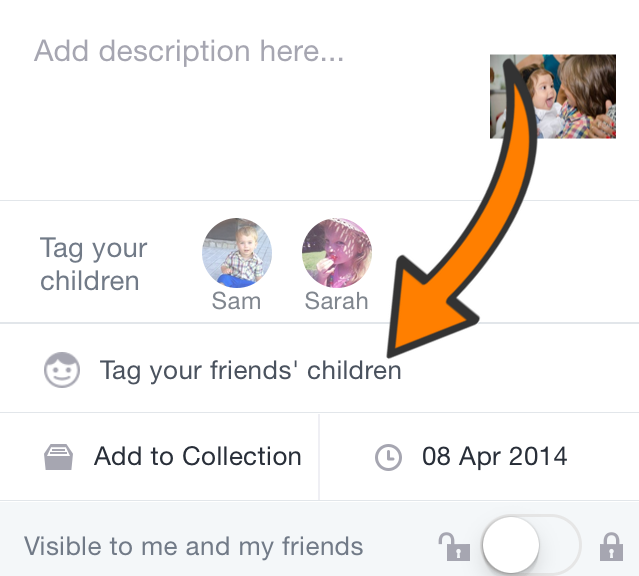 Add description here...
Tag your
children
Sam
Sarah
Tag your friends' children
Add to Collection
08 Apr 2014
Visible to me and my friends